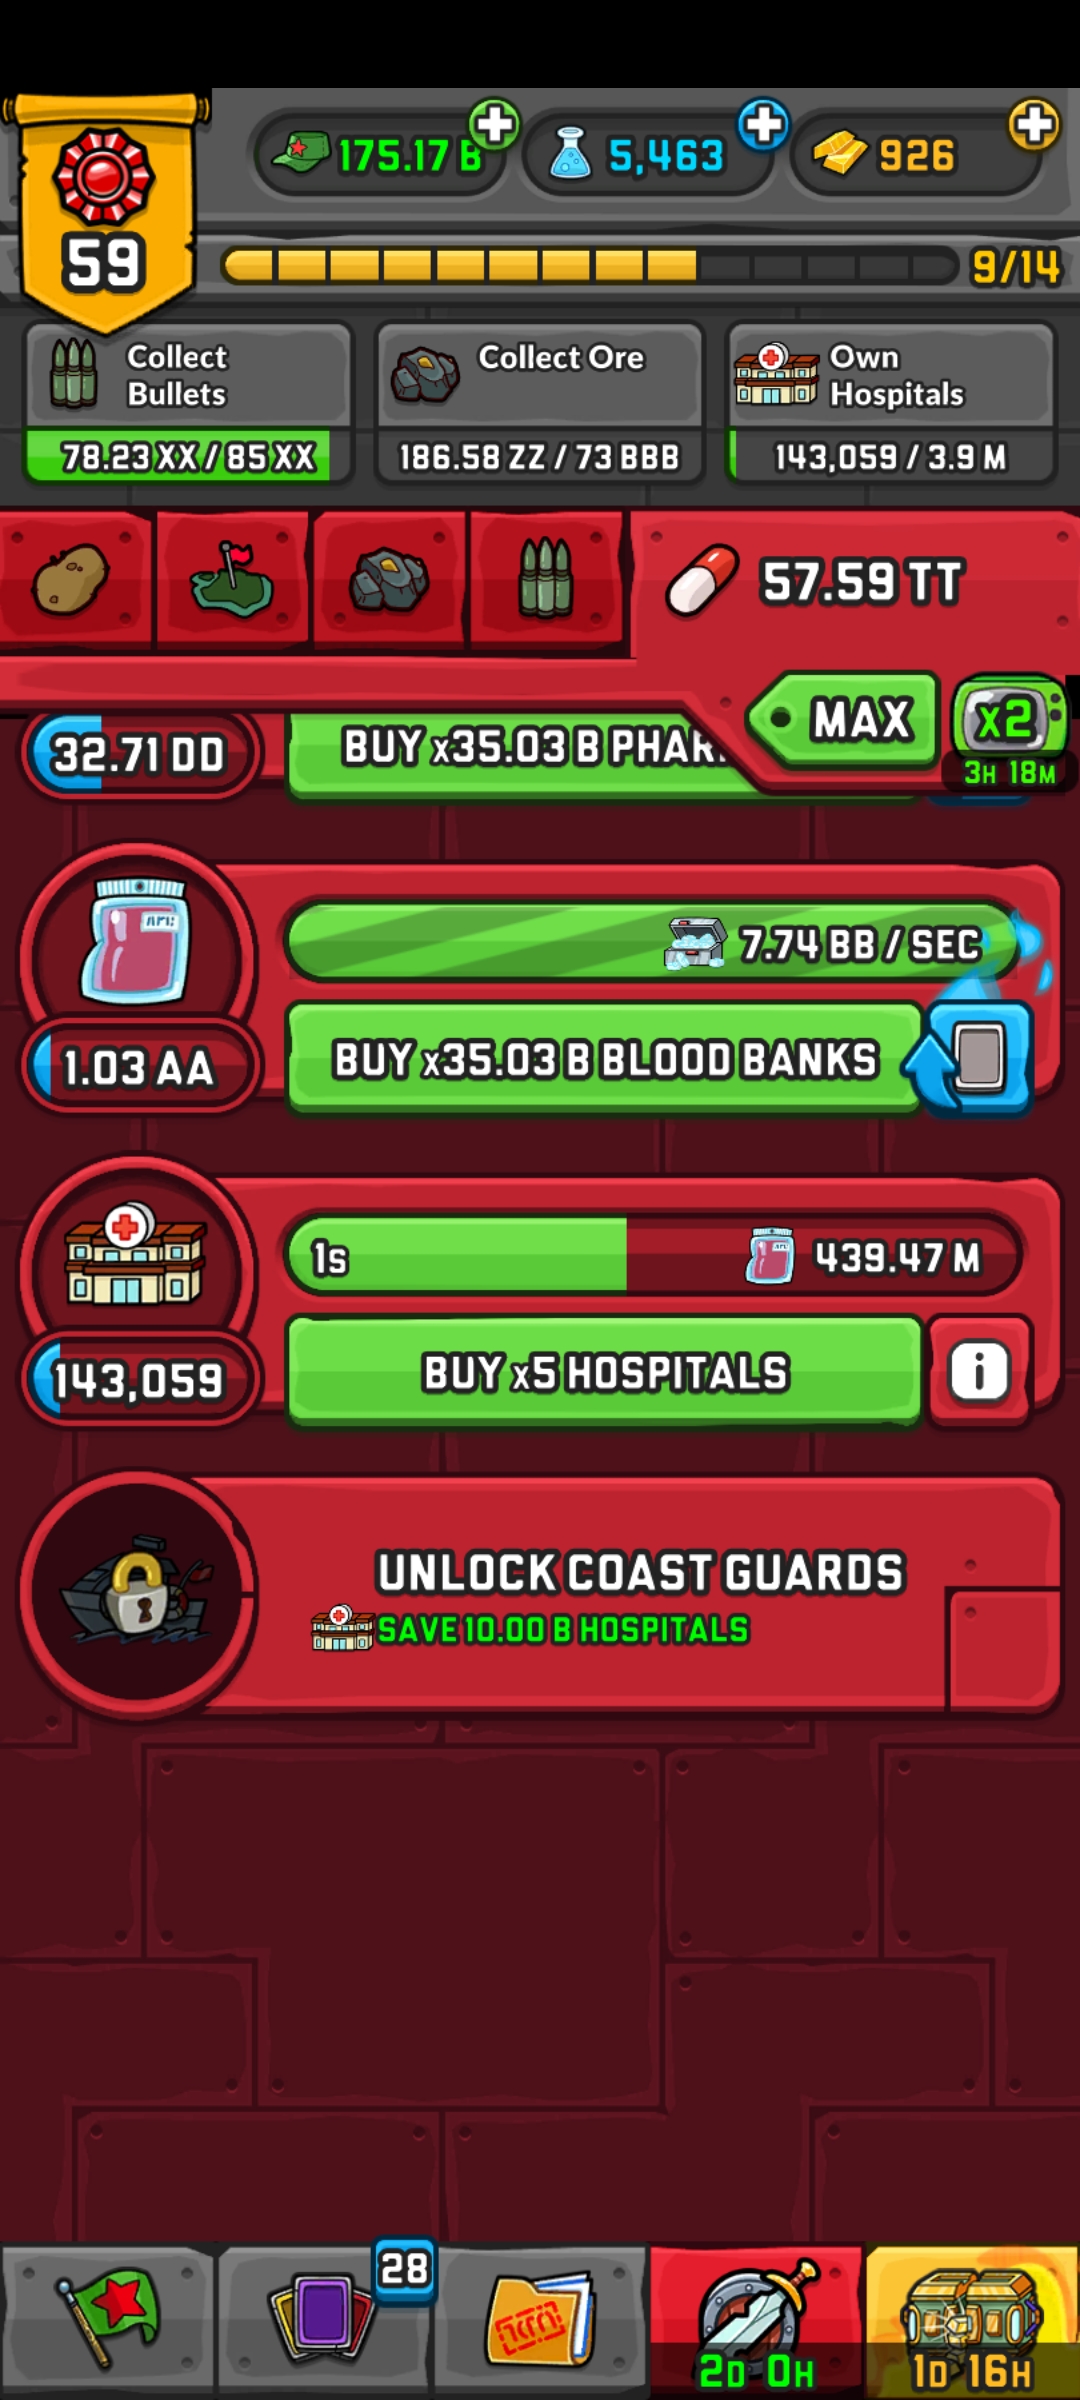 175.17 B
5,463
926
59
9/14
Collect
Bullets
Collect Ore
Own
Hospitals
78.23 XX / 85 XX
186.58 ZZ / 73 BBB
143,059 / 3.9 M
57.59 TT
MAX
x2
3H 18M
32.71 DD
BUY x35.03 B
7.74 BB / SEC
1.03 AA
BUY x35.03 B BLOOD BANKS
1s
439.47 M
143,059
BUY x5 HOSPITALS
i
UNLOCK COAST GUARDS
SAVE 10.00 B HOSPITALS
28
2D 0H
1D 16H